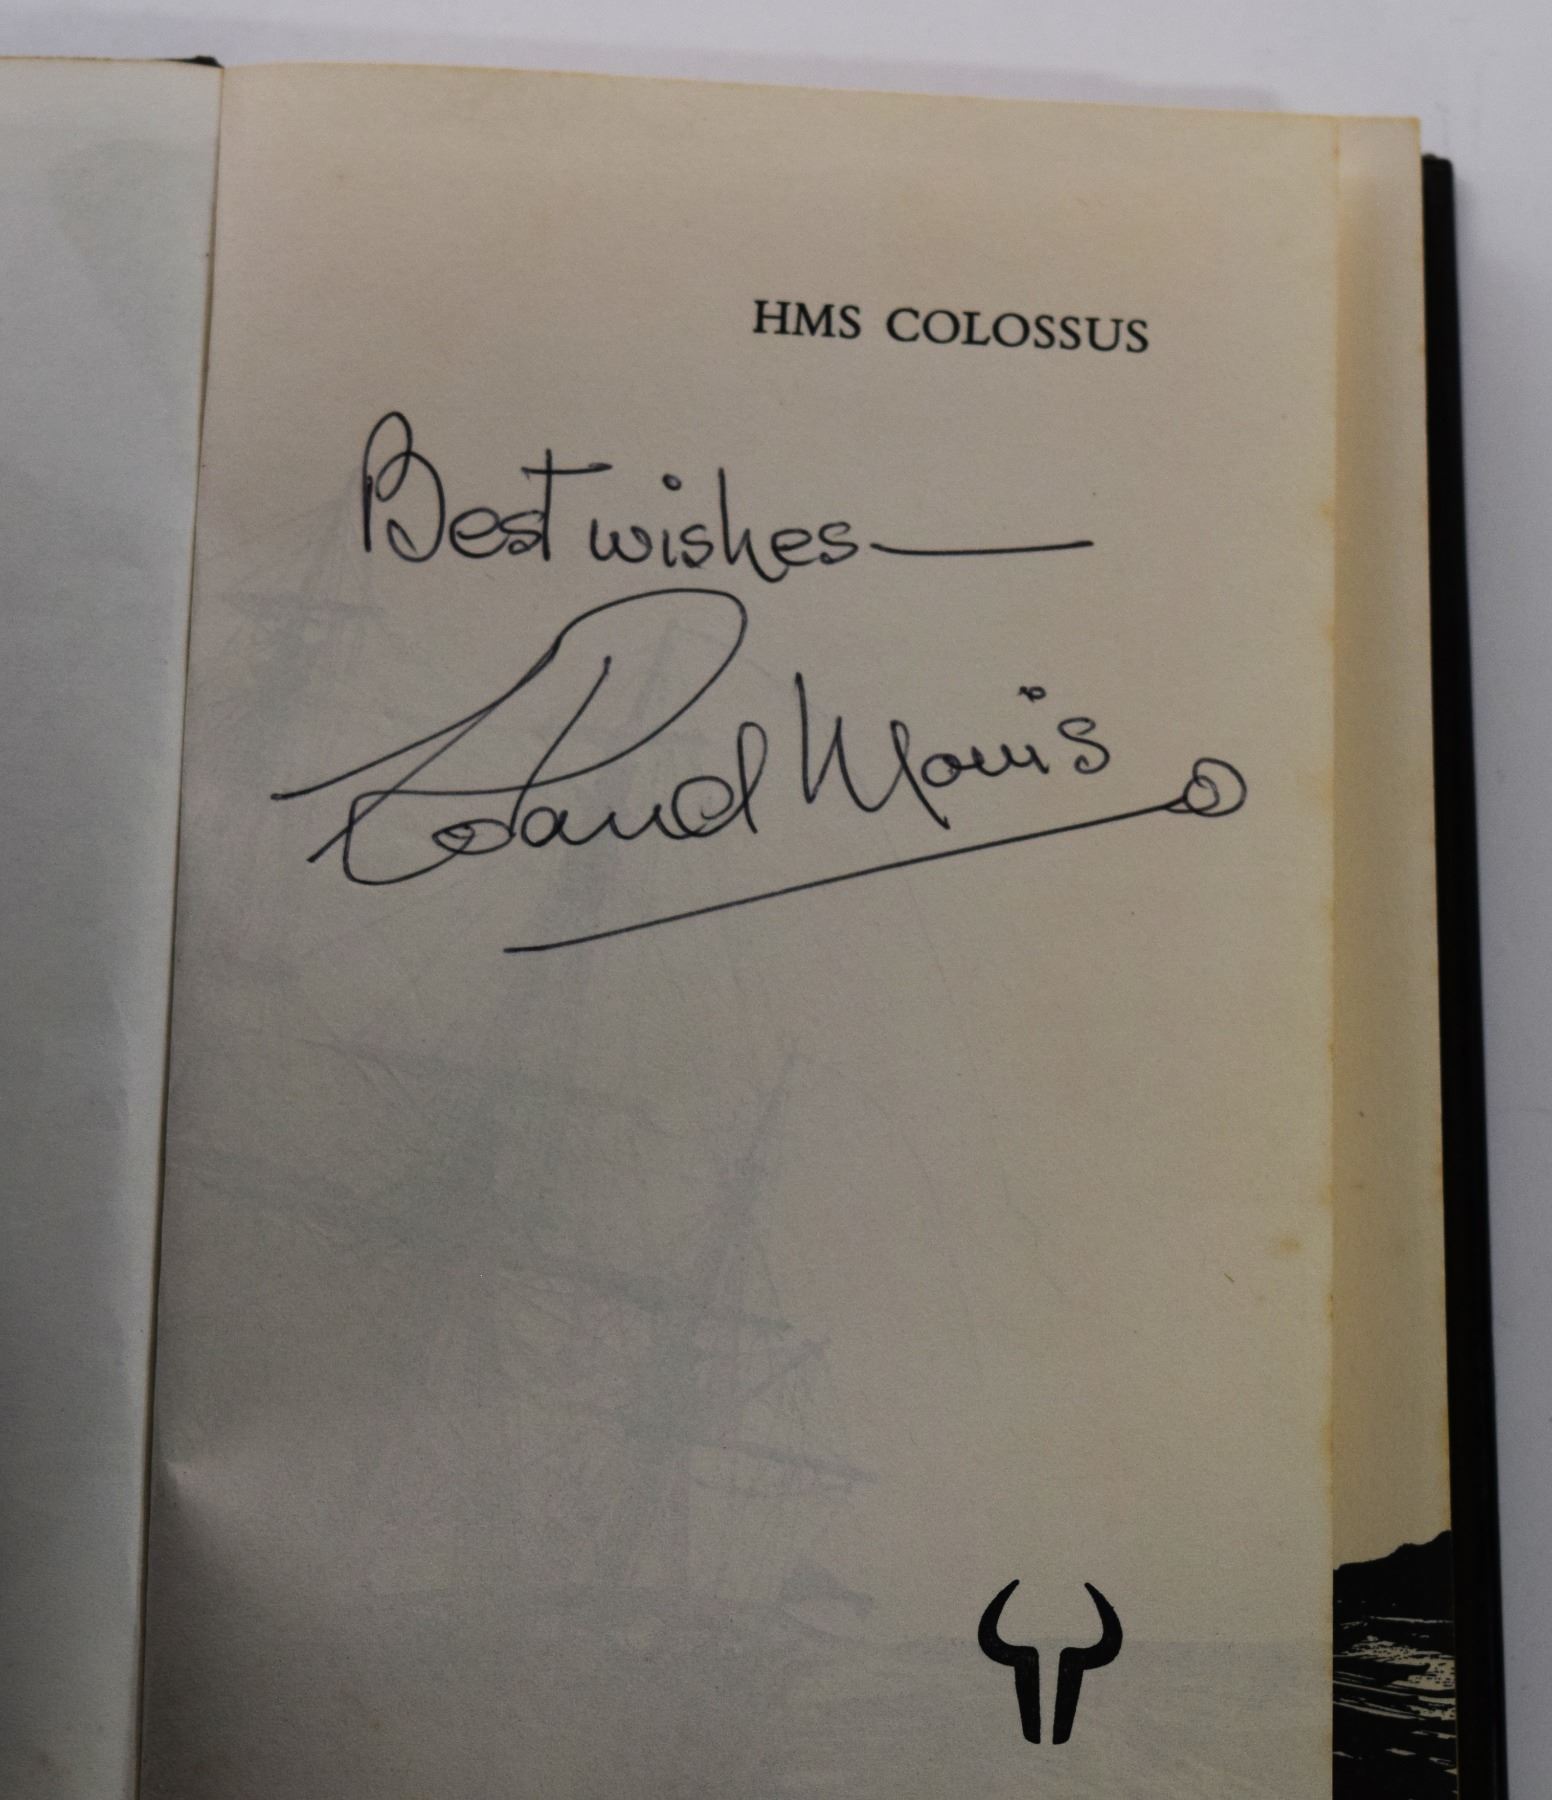 HMS COLOSSUS
Best wishes—
Roland Morris